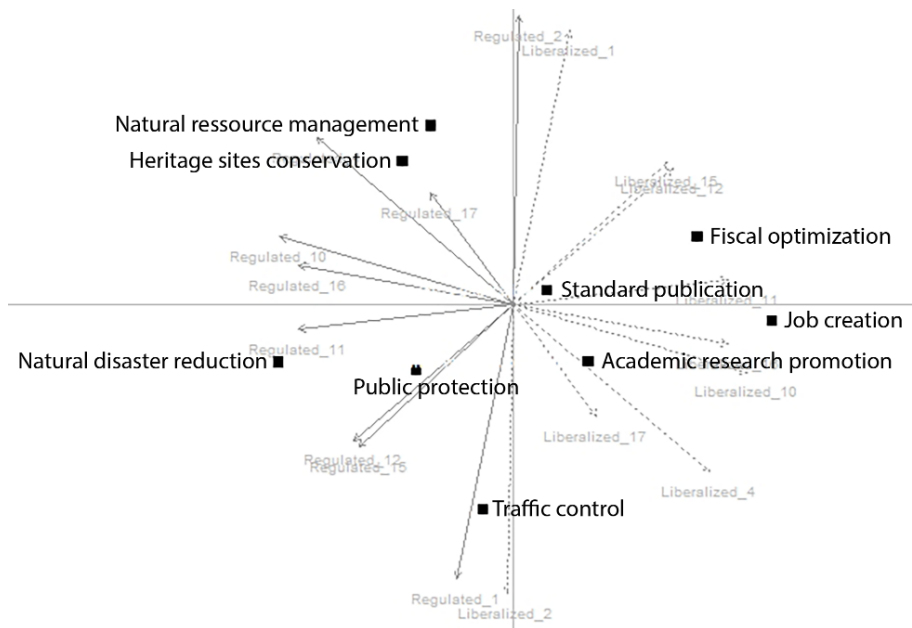 Regulated_2
Liberalized_1
Natural ressource management
Heritage sites conservation
Liberalized_15
Liberalized_12
Regulated_17
Fiscal optimization
Regulated_10
Regulated_16
Standard publication
Liberalized_11
Job creation
Regulated_11
Natural disaster reduction
Academic research promotion
Public protection
Liberalized_10
Liberalized_17
Regulated_12
Regulated_15
Liberalized_4
Traffic control
Regulated_1
Liberalized_2